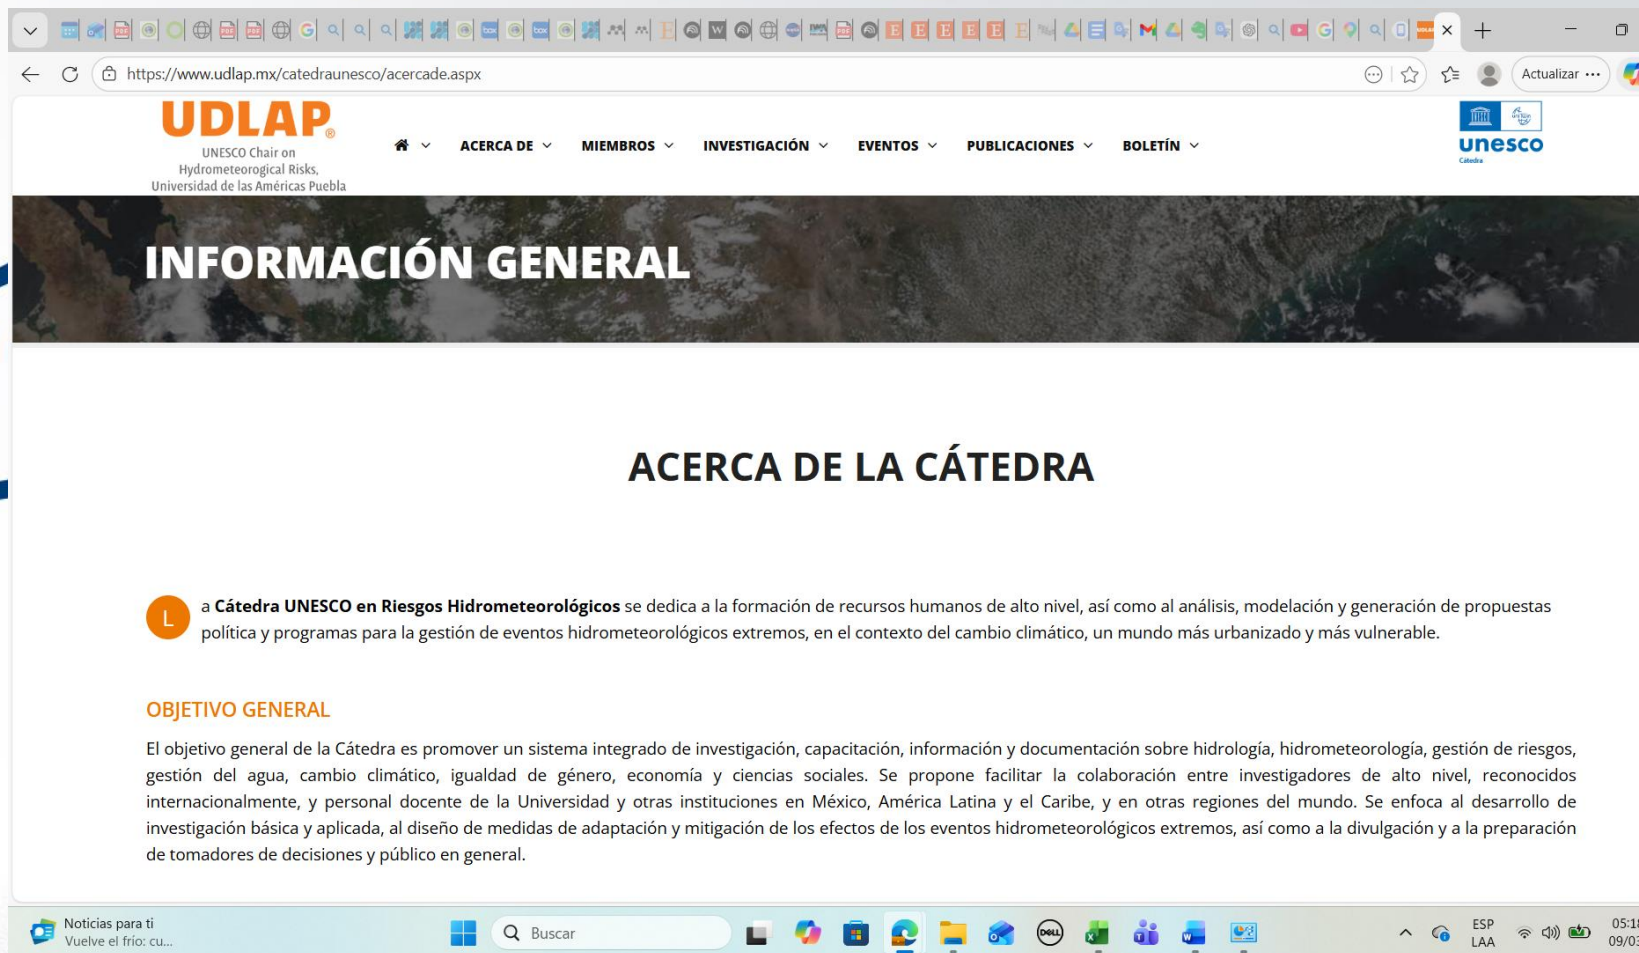 https://www.udlap.mx/catedraunesco/acercade.aspx
Actualizar
UDLAP®
UNESCO Chair on
Hydrometeorogical Risks,
Universidad de las Américas Puebla
ACERCA DE
MIEMBROS
INVESTIGACIÓN
EVENTOS
PUBLICACIONES
BOLETÍN
unesco
Cátedra
INFORMACIÓN GENERAL
ACERCA DE LA CÁTEDRA
La Cátedra UNESCO en Riesgos Hidrometeorológicos se dedica a la formación de recursos humanos de alto nivel, así como al análisis, modelación y generación de propuestas
política y programas para la gestión de eventos hidrometeorológicos extremos, en el contexto del cambio climático, un mundo más urbanizado y más vulnerable.
OBJETIVO GENERAL
El objetivo general de la Cátedra es promover un sistema integrado de investigación, capacitación, información y documentación sobre hidrología, hidrometeorología, gestión de riesgos,
gestión del agua, cambio climático, igualdad de género, economía y ciencias sociales. Se propone facilitar la colaboración entre investigadores de alto nivel, reconocidos
internacionalmente, y personal docente de la Universidad y otras instituciones en México, América Latina y el Caribe, y en otras regiones del mundo. Se enfoca al desarrollo de
investigación básica y aplicada, al diseño de medidas de adaptación y mitigación de los efectos de los eventos hidrometeorológicos extremos, así como a la divulgación y a la preparación
de tomadores de decisiones y público en general.
Noticias para ti
Vuelve el frío: cu...
Buscar
DELL
ESP
LAA
05:18
09/03